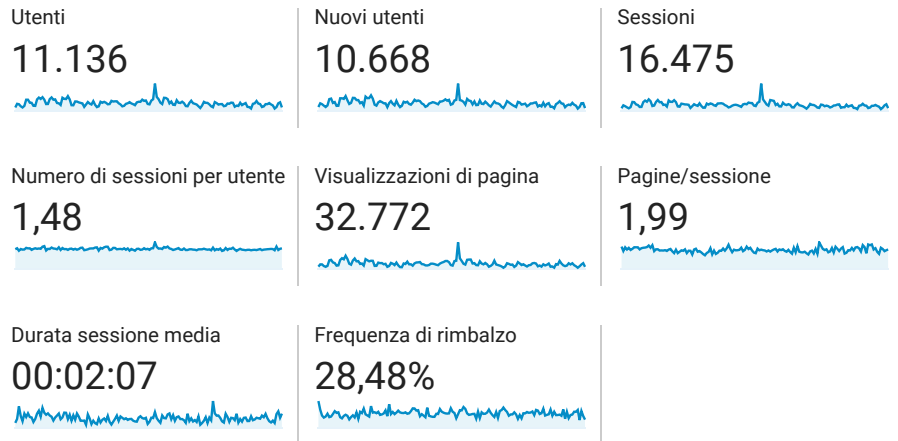 Utenti
11.136
Nuovi utenti
10.668
Sessioni
16.475
Numero di sessioni per utente
1,48
Visualizzazioni di pagina
32.772
Pagine/sessione
1,99
Durata sessione media
00:02:07
Frequenza di rimbalzo
28,48%